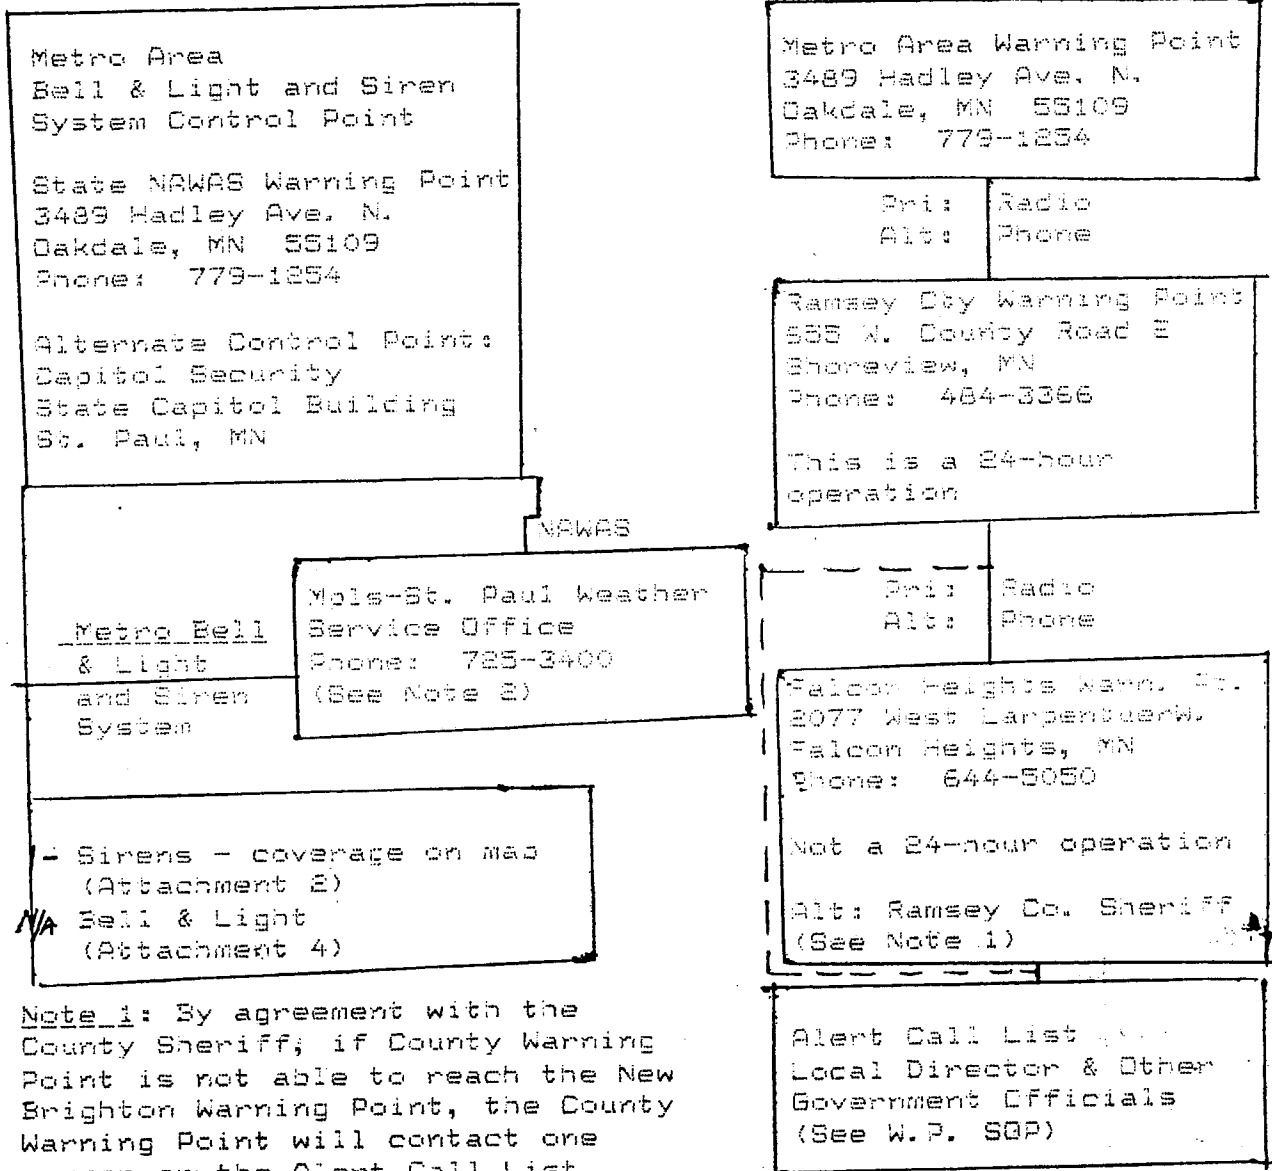 Metro Area
Bell & Light and Siren
System Control Point
State NAWAS Warning Point
3489 Hadley Ave. N.
Oakdale, MN 55109
Phone: 779-1254
Alternate Control Point:
Capitol Security
State Capitol Building
St. Paul, MN
NAWAS
Mpls-St. Paul Weather
Service Office
Phone: 725-3400
(See Note 2)
Metro Bell
& Light
and Siren
System
- Sirens - coverage on map
(Attachment 2)
N/A Bell & Light
(Attachment 4)
Note 1: By agreement with the
County Sheriff, if County Warning
Point is not able to reach the New
Brighton Warning Point, the County
Warning Point will contact one
on the Alert Call List
Metro Area Warning Point
3489 Hadley Ave. N.
Oakdale, MN 55109
Phone: 779-1254
Pri: Radio
Alt: Phone
Ramsey Cty Warning Point
555 W. County Road E
Shoreview, MN
Phone: 484-3366
This is a 24-hour
operation
Pri: Radio
Alt: Phone
Falcon Heights Warn. Pt.
2077 West LarpentuerW.
Falcon Heights, MN
Phone: 644-5050
Not a 24-hour operation
Alt: Ramsey Co. Sheriff
(See Note 1)
Alert Call List
Local Director & Other
Government Officials
(See W.P. SOP)